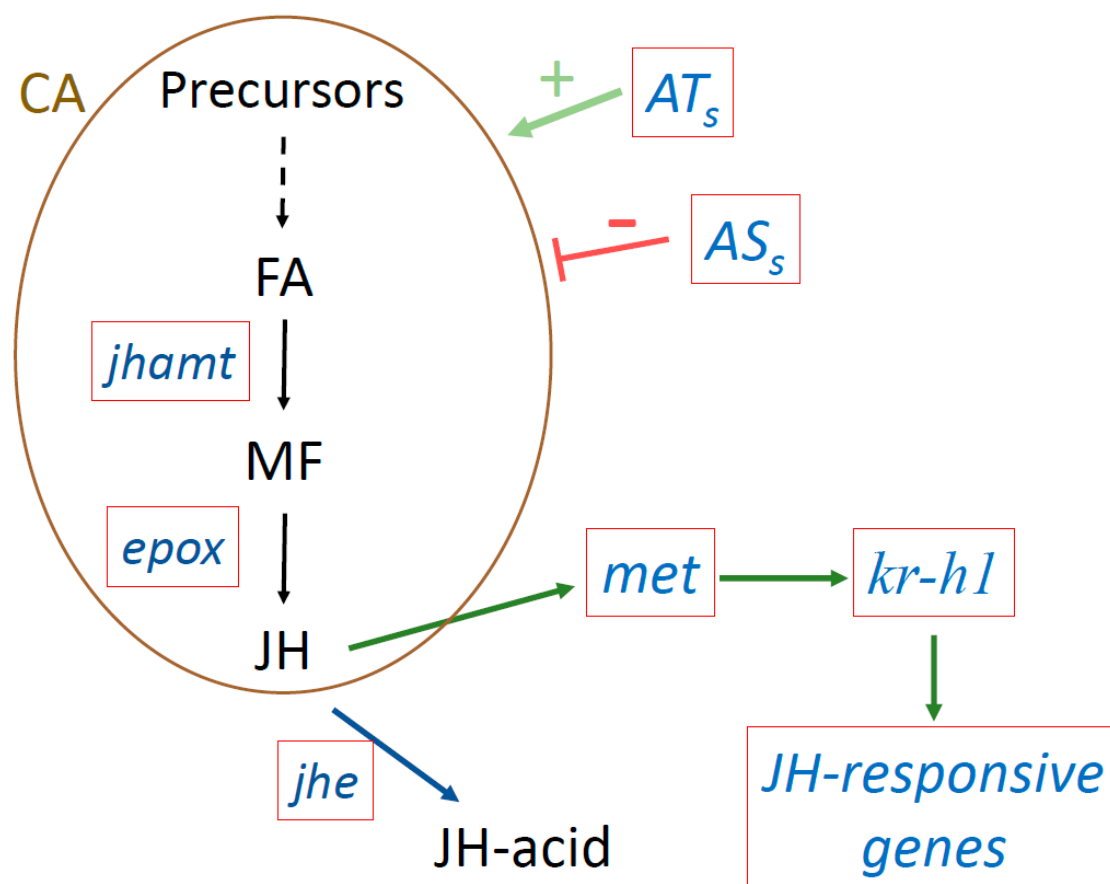 CA
Precursors
+
ATs
-
ASs
FA
jhamt
MF
epox
met
kr-h1
JH
jhe
JH-responsive
genes
JH-acid